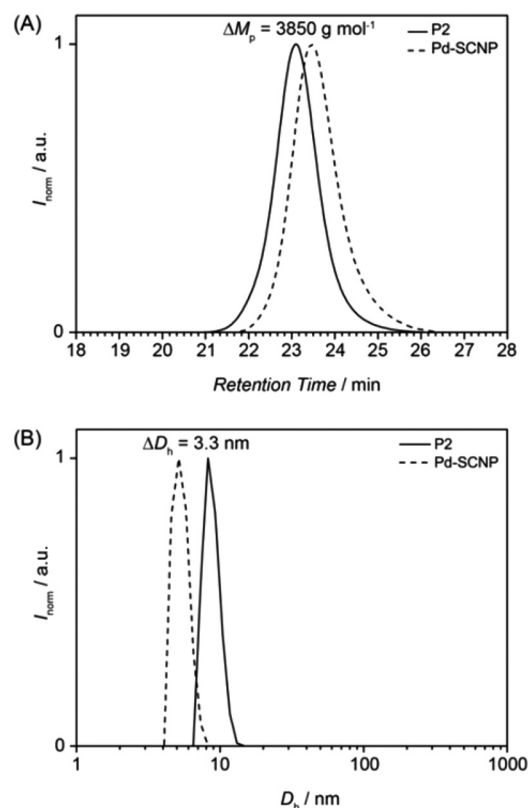 (A)
ΔMp = 3850 g mol-1
P2
Pd-SCNP
1
Inorm / a.u.
0
18 19 20 21 22 23 24 25 26 27 28
Retention Time / min
(B)
ΔDh = 3.3 nm
P2
Pd-SCNP
1
Inorm / a.u.
0
1 10 100 1000
Dh / nm